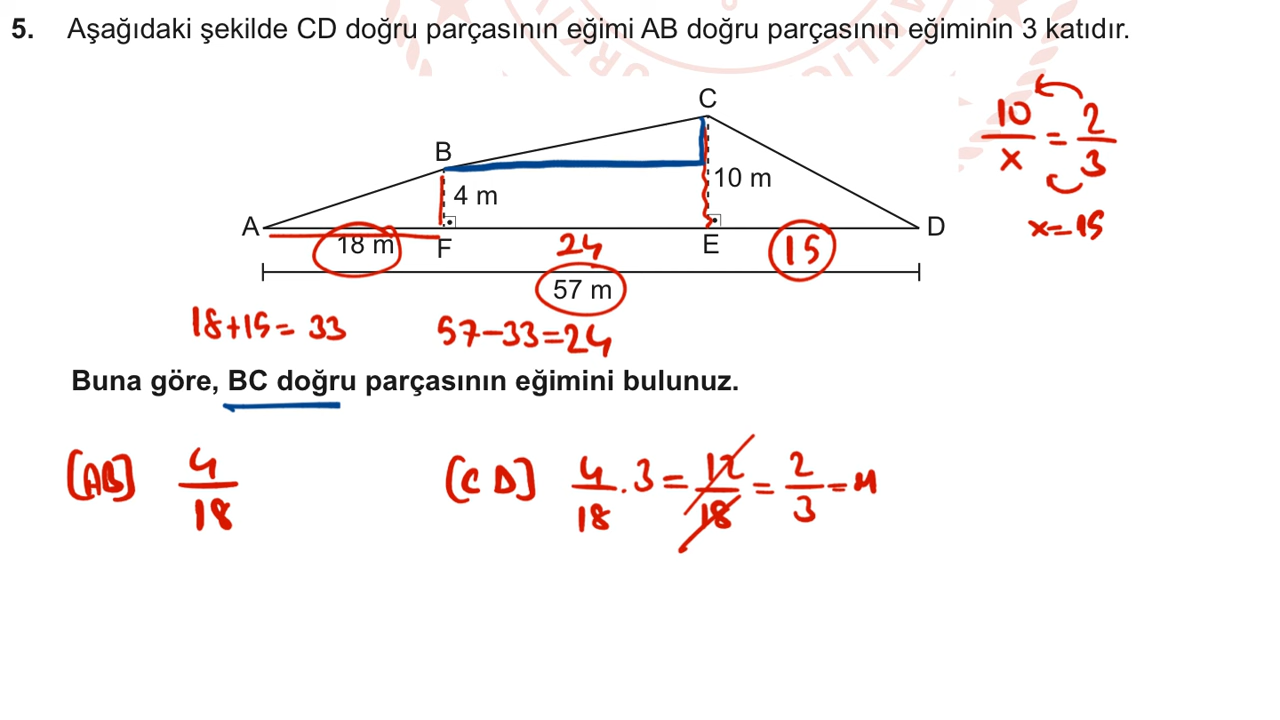 5. Aşağıdaki şekilde CD doğru parçasının eğimi AB doğru parçasının eğiminin 3 katıdır.
C
10/x = 2/3
B
10 m
4 m
A
D
x=15
18 m
F
24
E
15
57 m
18+15= 33
57-33=24
Buna göre, BC doğru parçasının eğimini bulunuz.
[AB] 4/18
[CD] 4/18 . 3 = 12/18 = 2/3 = m